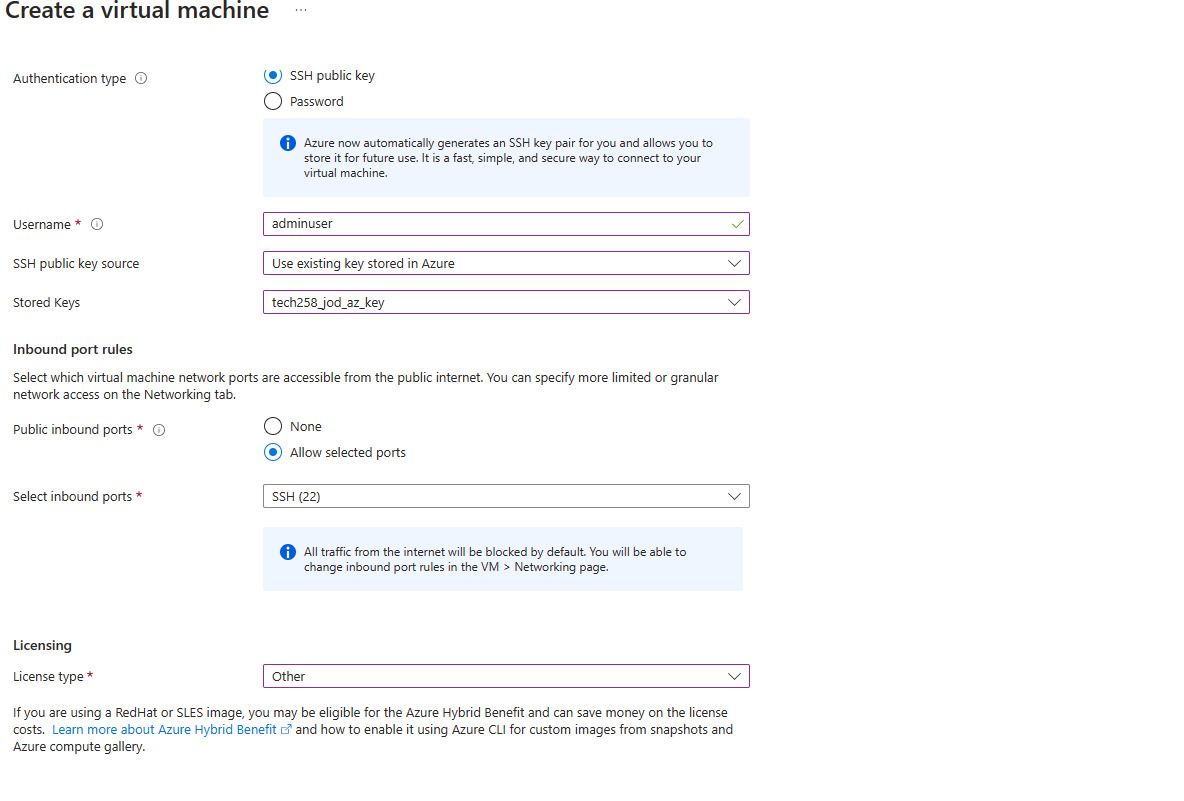 Create a virtual machine ...
Authentication type
SSH public key
Password
Azure now automatically generates an SSH key pair for you and allows you to
store it for future use. It is a fast, simple, and secure way to connect to your
virtual machine.
Username *
adminuser
SSH public key source
Use existing key stored in Azure
Stored Keys
tech258_jod_az_key
Inbound port rules
Select which virtual machine network ports are accessible from the public internet. You can specify more limited or granular
network access on the Networking tab.
Public inbound ports *
None
Allow selected ports
Select inbound ports *
SSH (22)
All traffic from the internet will be blocked by default. You will be able to
change inbound port rules in the VM > Networking page.
Licensing
License type *
Other
If you are using a RedHat or SLES image, you may be eligible for the Azure Hybrid Benefit and can save money on the license
costs. Learn more about Azure Hybrid Benefit and how to enable it using Azure CLI for custom images from snapshots and
Azure compute gallery.